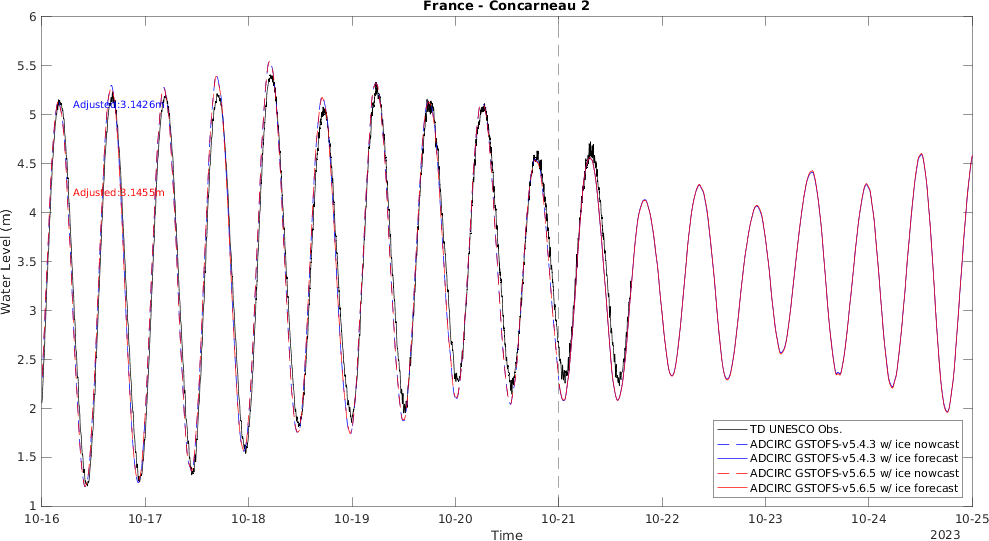 France - Concarneau 2
6
5.5
5
4.5
4
3.5
3
2.5
2
1.5
1
Water Level (m)
Adjusted:3.1426m
Adjusted:3.1455m
TD UNESCO Obs.
ADCIRC GSTOFS-v5.4.3 w/ ice nowcast
ADCIRC GSTOFS-v5.4.3 w/ ice forecast
ADCIRC GSTOFS-v5.6.5 w/ ice nowcast
ADCIRC GSTOFS-v5.6.5 w/ ice forecast
10-16 10-17 10-18 10-19 10-20 10-21 10-22 10-23 10-24 10-25
Time
2023